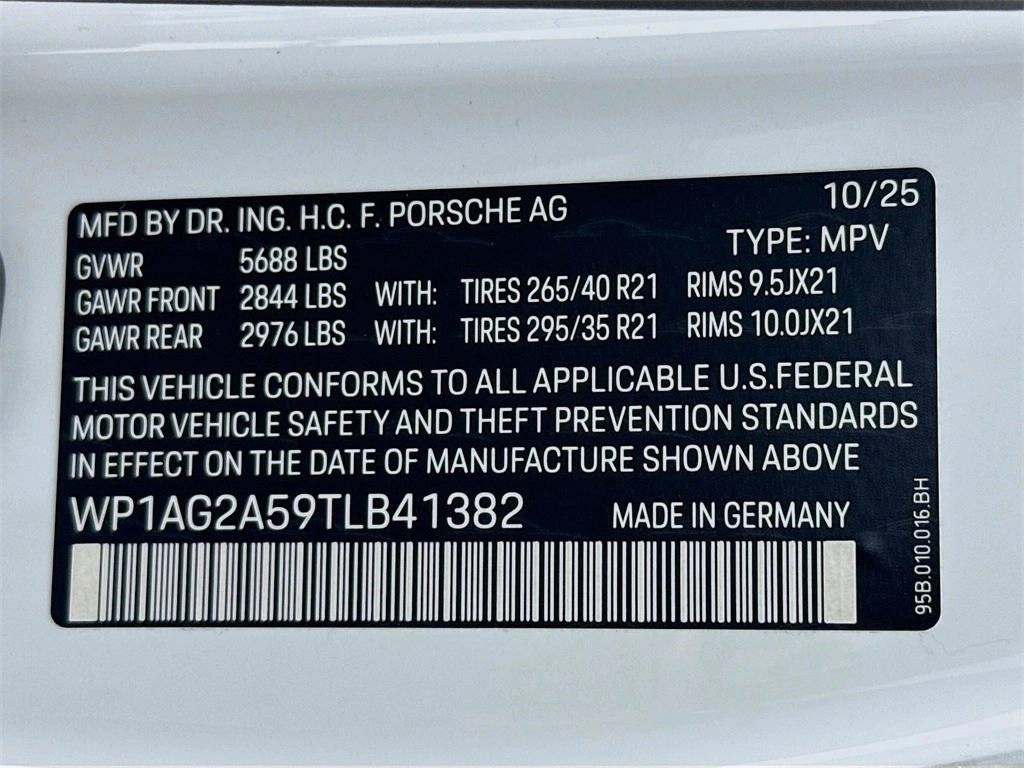 MFD BY DR. ING. H.C. F. PORSCHE AG 10/25
TYPE: MPV
GVWR 5688 LBS
GAWR FRONT 2844 LBS WITH: TIRES 265/40 R21 RIMS 9.5JX21
GAWR REAR 2976 LBS WITH: TIRES 295/35 R21 RIMS 10.0JX21
THIS VEHICLE CONFORMS TO ALL APPLICABLE U.S.FEDERAL
MOTOR VEHICLE SAFETY AND THEFT PREVENTION STANDARDS
IN EFFECT ON THE DATE OF MANUFACTURE SHOWN ABOVE
WP1AG2A59TLB41382 MADE IN GERMANY
95B.010.016.BH